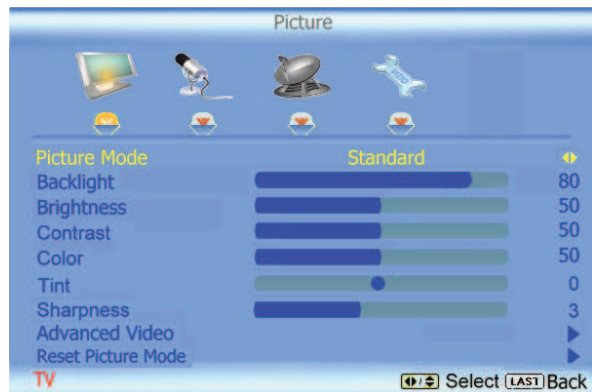 Picture
Picture Mode Standard
Backlight 80
Brightness 50
Contrast 50
Color 50
Tint 0
Sharpness 3
Advanced Video
Reset Picture Mode
TV Select LAST Back